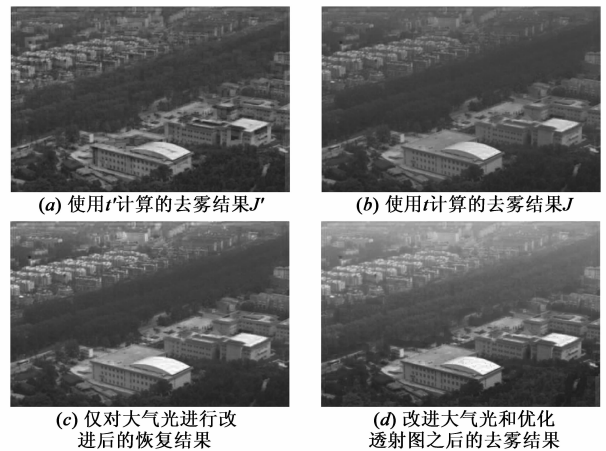 (a) 使用t′计算的去雾结果J′
(b) 使用t计算的去雾结果J
(c) 仅对大气光进行改
进后的恢复结果
(d) 改进大气光和优化
透射图之后的去雾结果